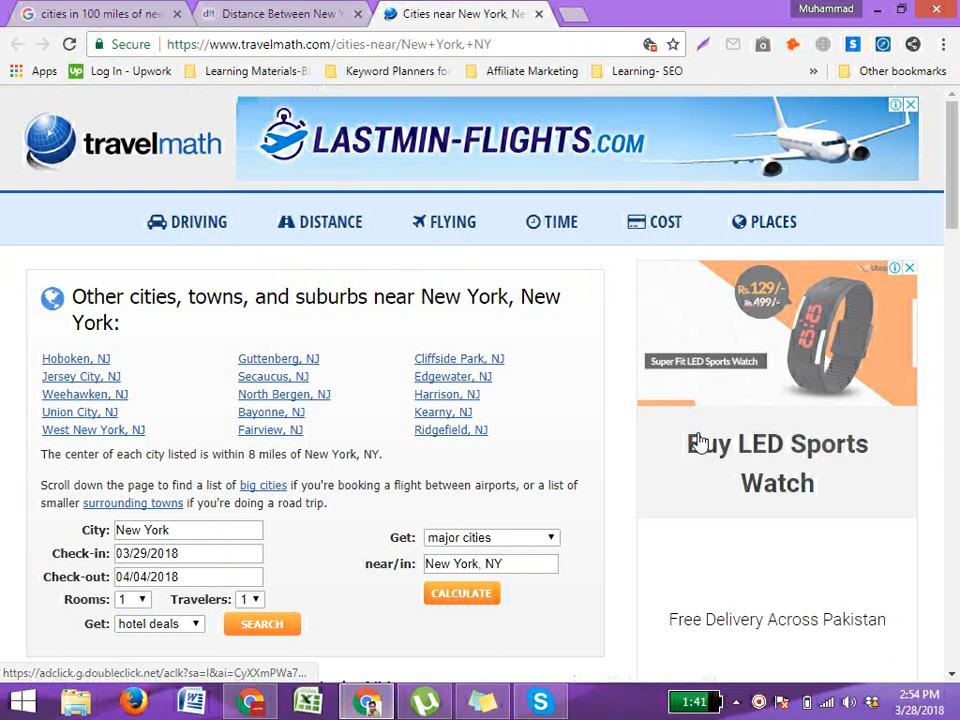 cities in 100 miles of new
Distance Between New Y
Cities near New York, Ne
Muhammad
Secure
https://www.travelmath.com/cities-near/New+York,+NY
Apps
Log In - Upwork
Learning Materials-B
Keyword Planners fo
Affiliate Marketing
Learning- SEO
»
Other bookmarks
travelmath
LASTMIN-FLIGHTS.COM
DRIVING
DISTANCE
FLYING
TIME
COST
PLACES
Other cities, towns, and suburbs near New York, New
York:
Hoboken, NJ Guttenberg, NJ Cliffside Park, NJ
Jersey City, NJ Secaucus, NJ Edgewater, NJ
Weehawken, NJ North Bergen, NJ Harrison, NJ
Union City, NJ Bayonne, NJ Kearny, NJ
West New York, NJ Fairview, NJ Ridgefield, NJ
The center of each city listed is within 8 miles of New York, NY.
Scroll down the page to find a list of big cities if you're booking a flight between airports, or a list of
smaller surrounding towns if you're doing a road trip.
City: New York
Check-in: 03/29/2018
Check-out: 04/04/2018
Rooms: 1 Travelers: 1
Get: hotel deals SEARCH
Get: major cities
near/in: New York, NY
CALCULATE
Rs.129/-
Rs.499/-
Super Fit LED Sports Watch
Buy LED Sports
Watch
Free Delivery Across Pakistan
https://adclick.g.doubleclick.net/aclk?sa=l&ai=CyXXmPWa7...
1:41
2:54 PM
3/28/2018